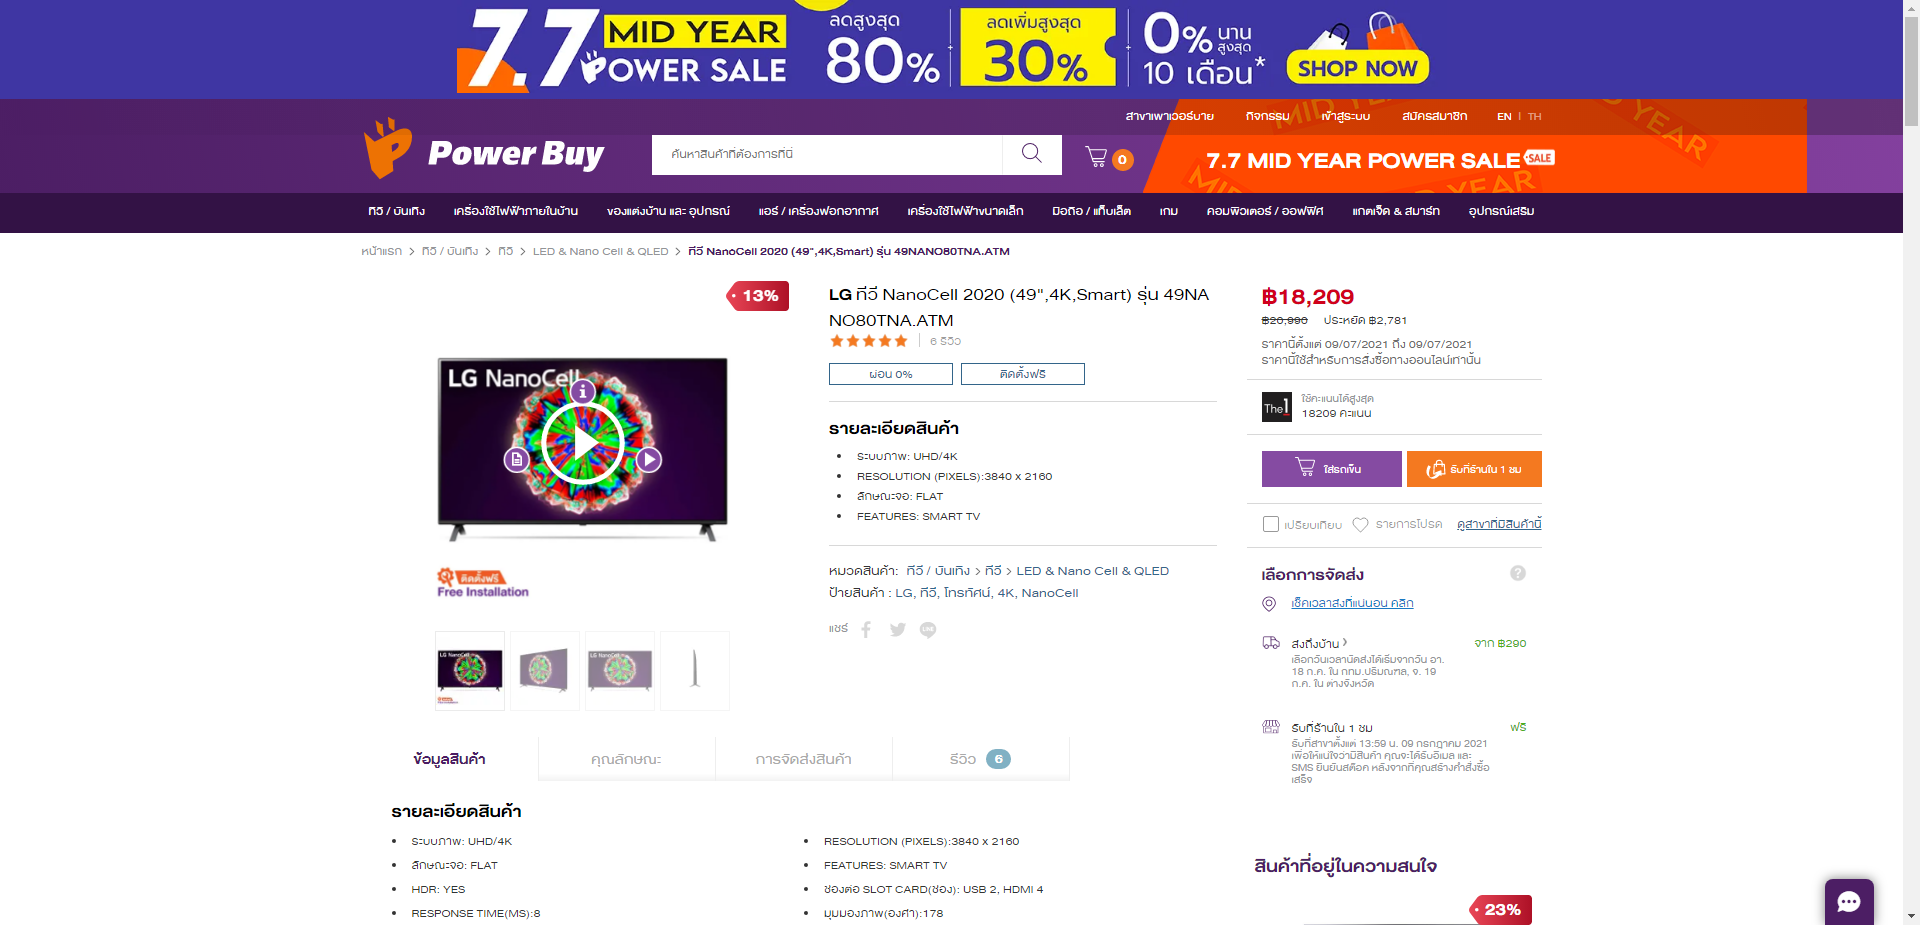 7.7 MID YEAR POWER SALE
ลดสูงสุด 80%
ลดเพิ่มสูงสุด 30%
0% นานสูงสุด 10 เดือน*
SHOP NOW
สาขาเพาเวอร์บาย กิจกรรม เข้าสู่ระบบ สมัครสมาชิก EN | TH
Power Buy
ค้นหาสินค้าที่ต้องการที่นี่
0
7.7 MID YEAR POWER SALE SALE
ทีวี / บันเทิง เครื่องใช้ไฟฟ้าภายในบ้าน ของแต่งบ้าน และ อุปกรณ์ แอร์ / เครื่องฟอกอากาศ เครื่องใช้ไฟฟ้าขนาดเล็ก มือถือ / แท็บเล็ต เกม คอมพิวเตอร์ / ออฟฟิศ แกดเจ็ต & สมาร์ท อุปกรณ์เสริม
หน้าแรก > ทีวี / บันเทิง > ทีวี > LED & Nano Cell & QLED > ทีวี NanoCell 2020 (49",4K,Smart) รุ่น 49NANO80TNA.ATM
13%
LG NanoCell
ติดตั้งฟรี
Free Installation
LG ทีวี NanoCell 2020 (49",4K,Smart) รุ่น 49NA
NO80TNA.ATM
6 รีวิว
ผ่อน 0% ติดตั้งฟรี
รายละเอียดสินค้า
• ระบบภาพ: UHD/4K
• RESOLUTION (PIXELS):3840 x 2160
• ลักษณะจอ: FLAT
• FEATURES: SMART TV
หมวดสินค้า: ทีวี / บันเทิง > ทีวี > LED & Nano Cell & QLED
ป้ายสินค้า : LG, ทีวี, โทรทัศน์, 4K, NanoCell
แชร์
฿18,209
฿20,990 ประหยัด ฿2,781
ราคานี้ตั้งแต่ 09/07/2021 ถึง 09/07/2021
ราคานี้ใช้สำหรับการสั่งซื้อทางออนไลน์เท่านั้น
The1
ใช้คะแนนได้สูงสุด
18209 คะแนน
ใส่รถเข็น รับที่ร้านใน 1 ชม
เปรียบเทียบ รายการโปรด ดูสาขาที่มีสินค้านี้
เลือกการจัดส่ง ?
เช็คเวลาส่งที่แน่นอน คลิก
ส่งถึงบ้าน > จาก ฿290
เลือกวันเวลานัดส่งได้เริ่มจากวัน อา.
18 ก.ค. ใน กทม.ปริมณฑล, จ. 19
ก.ค. ใน ต่างจังหวัด
รับที่ร้านใน 1 ชม ฟรี
รับที่สาขาตั้งแต่ 13:59 น. 09 กรกฎาคม 2021
เพื่อให้แน่ใจว่ามีสินค้า คุณจะได้รับอีเมล และ
SMS ยืนยันสต๊อค หลังจากที่คุณสร้างคำสั่งซื้อ
เสร็จ
ข้อมูลสินค้า คุณลักษณะ การจัดส่งสินค้า รีวิว 6
รายละเอียดสินค้า
• ระบบภาพ: UHD/4K
• ลักษณะจอ: FLAT
• HDR: YES
• RESPONSE TIME(MS):8
• RESOLUTION (PIXELS):3840 x 2160
• FEATURES: SMART TV
• ช่องต่อ SLOT CARD(ช่อง): USB 2, HDMI 4
• มุมมองภาพ(องศา):178
สินค้าที่อยู่ในความสนใจ
23%